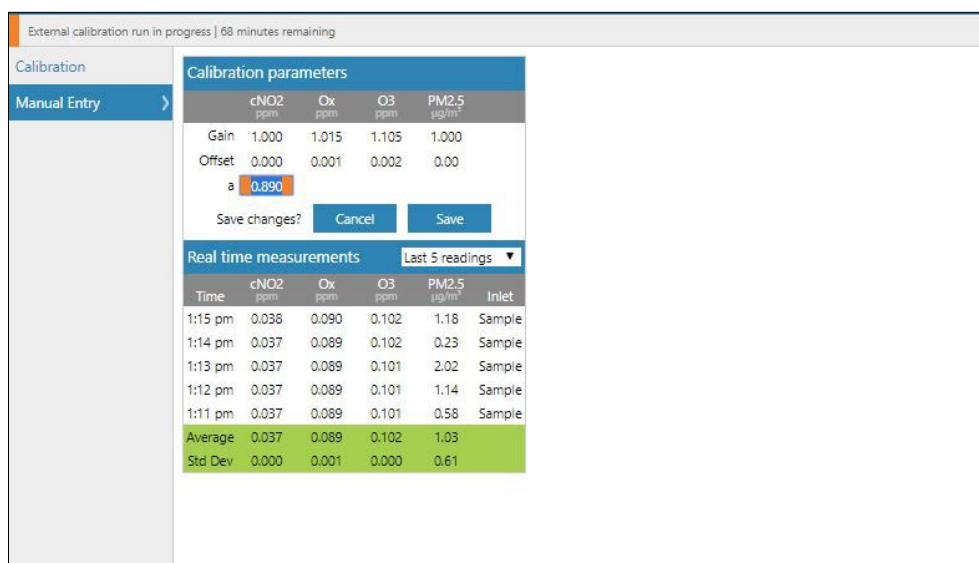 External calibration run in progress | 68 minutes remaining
Calibration
Manual Entry
Calibration parameters
cNO2 Ox O3 PM2.5
ppm ppm ppm µg/m³
Gain 1.000 1.015 1.105 1.000
Offset 0.000 0.001 0.002 0.00
a 0.890
Save changes? Cancel Save
Real time measurements Last 5 readings
cNO2 Ox O3 PM2.5
Time ppm ppm ppm µg/m³ Inlet
1:15 pm 0.038 0.090 0.102 1.18 Sample
1:14 pm 0.037 0.089 0.102 0.23 Sample
1:13 pm 0.037 0.089 0.101 2.02 Sample
1:12 pm 0.037 0.089 0.101 1.14 Sample
1:11 pm 0.037 0.089 0.101 0.58 Sample
Average 0.037 0.089 0.102 1.03
Std Dev 0.000 0.001 0.000 0.61